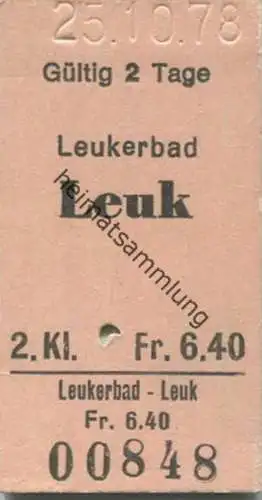 25.10.78
Gültig 2 Tage
Leukerbad
Leuk
heimatsammlung
2. Kl. Fr. 6.40
Leukerbad - Leuk
Fr. 6.40
00848